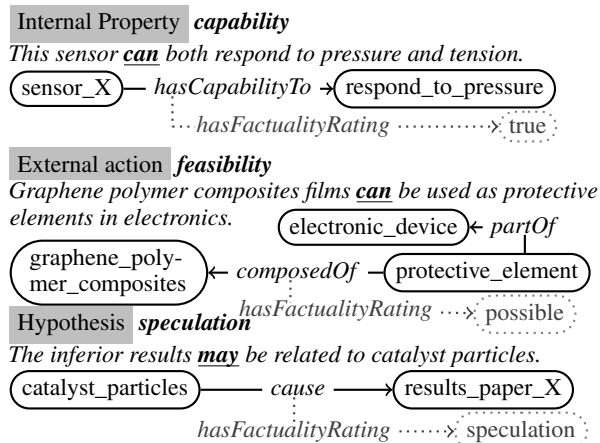 Internal Property capability
This sensor can both respond to pressure and tension.
sensor_X hasCapabilityTo respond_to_pressure
hasFactualityRating true
External action feasibility
Graphene polymer composites films can be used as protective
elements in electronics.
electronic_device partOf
graphene_poly-
mer_composites composedOf protective_element
hasFactualityRating possible
Hypothesis speculation
The inferior results may be related to catalyst particles.
catalyst_particles cause results_paper_X
hasFactualityRating speculation